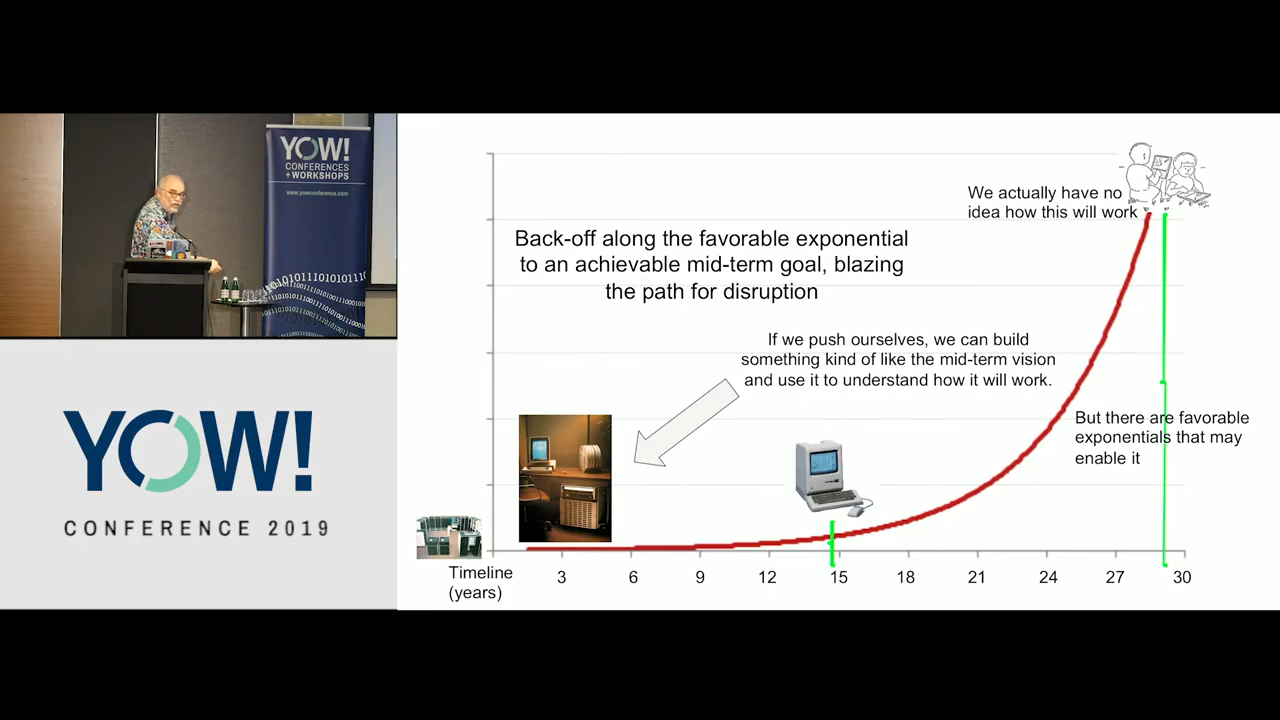 YOW!
CONFERENCES
+ WORKSHOPS
www.yowconference.com
YOW!
CONFERENCE 2019
We actually have no
idea how this will work
Back-off along the favorable exponential
to an achievable mid-term goal, blazing
the path for disruption
If we push ourselves, we can build
something kind of like the mid-term vision
and use it to understand how it will work.
But there are favorable
exponentials that may
enable it
Timeline
(years)
3 6 9 12 15 18 21 24 27 30